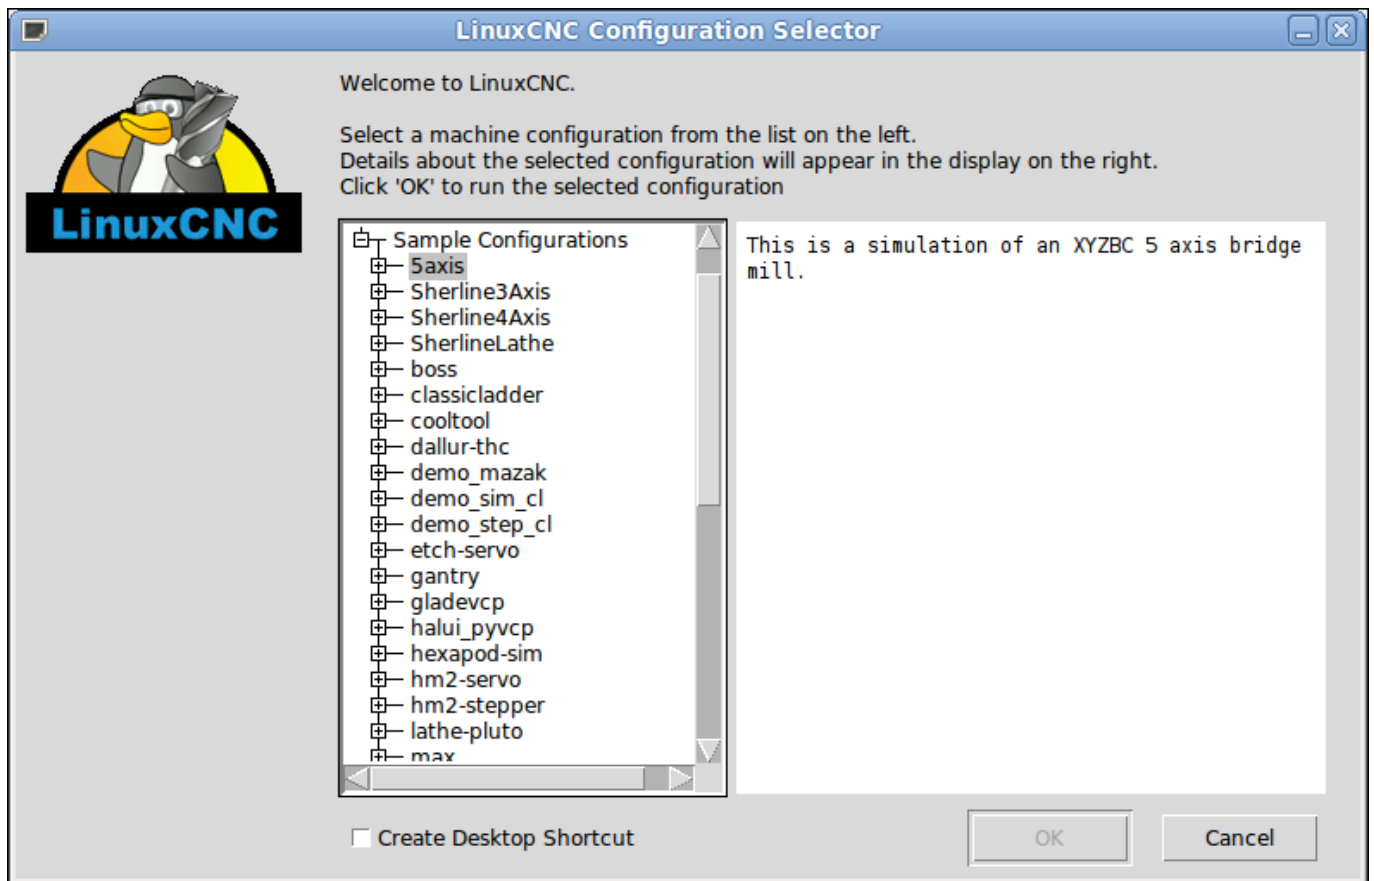 LinuxCNC Configuration Selector
LinuxCNC
Welcome to LinuxCNC.
Select a machine configuration from the list on the left.
Details about the selected configuration will appear in the display on the right.
Click 'OK' to run the selected configuration
Sample Configurations
5axis
Sherline3Axis
Sherline4Axis
SherlineLathe
boss
classicladder
cooltool
dallur-thc
demo_mazak
demo_sim_cl
demo_step_cl
etch-servo
gantry
gladevcp
halui_pyvcp
hexapod-sim
hm2-servo
hm2-stepper
lathe-pluto
max
This is a simulation of an XYZBC 5 axis bridge
mill.
Create Desktop Shortcut
OK
Cancel